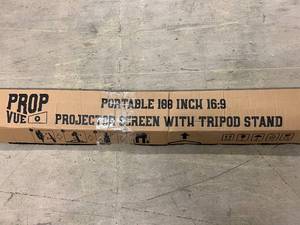 PROP
VUE
PORTABLE 100 INCH 16:9
PROJECTOR SCREEN WITH TRIPOD STAND